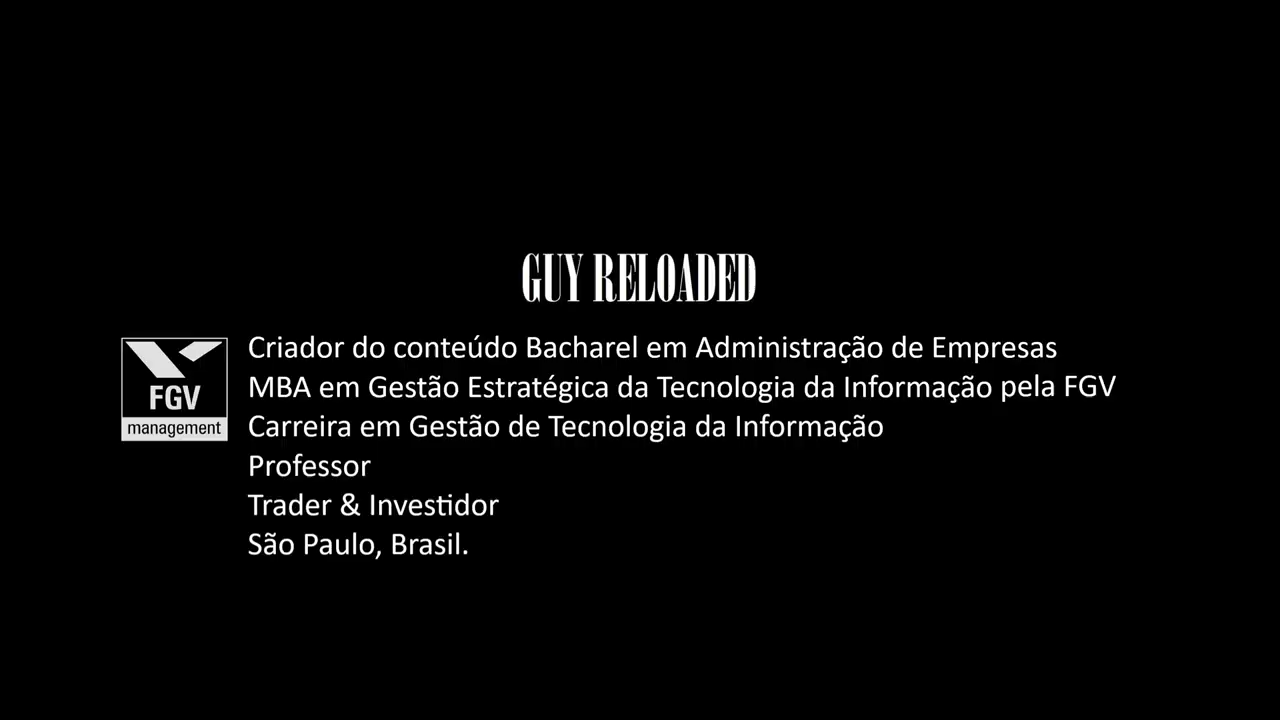 GUY RELOADED
FGV
management
Criador do conteúdo Bacharel em Administração de Empresas
MBA em Gestão Estratégica da Tecnologia da Informação pela FGV
Carreira em Gestão de Tecnologia da Informação
Professor
Trader & Investidor
São Paulo, Brasil.